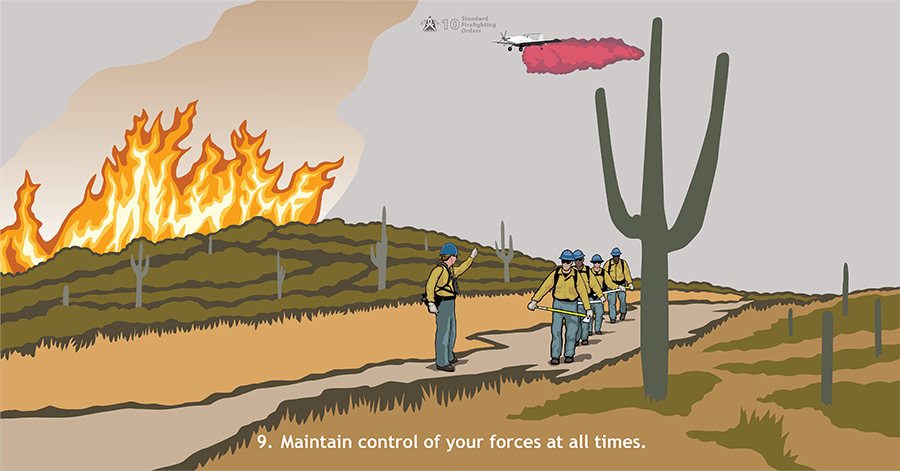 10 Standard
Firefighting
Orders
9. Maintain control of your forces at all times.